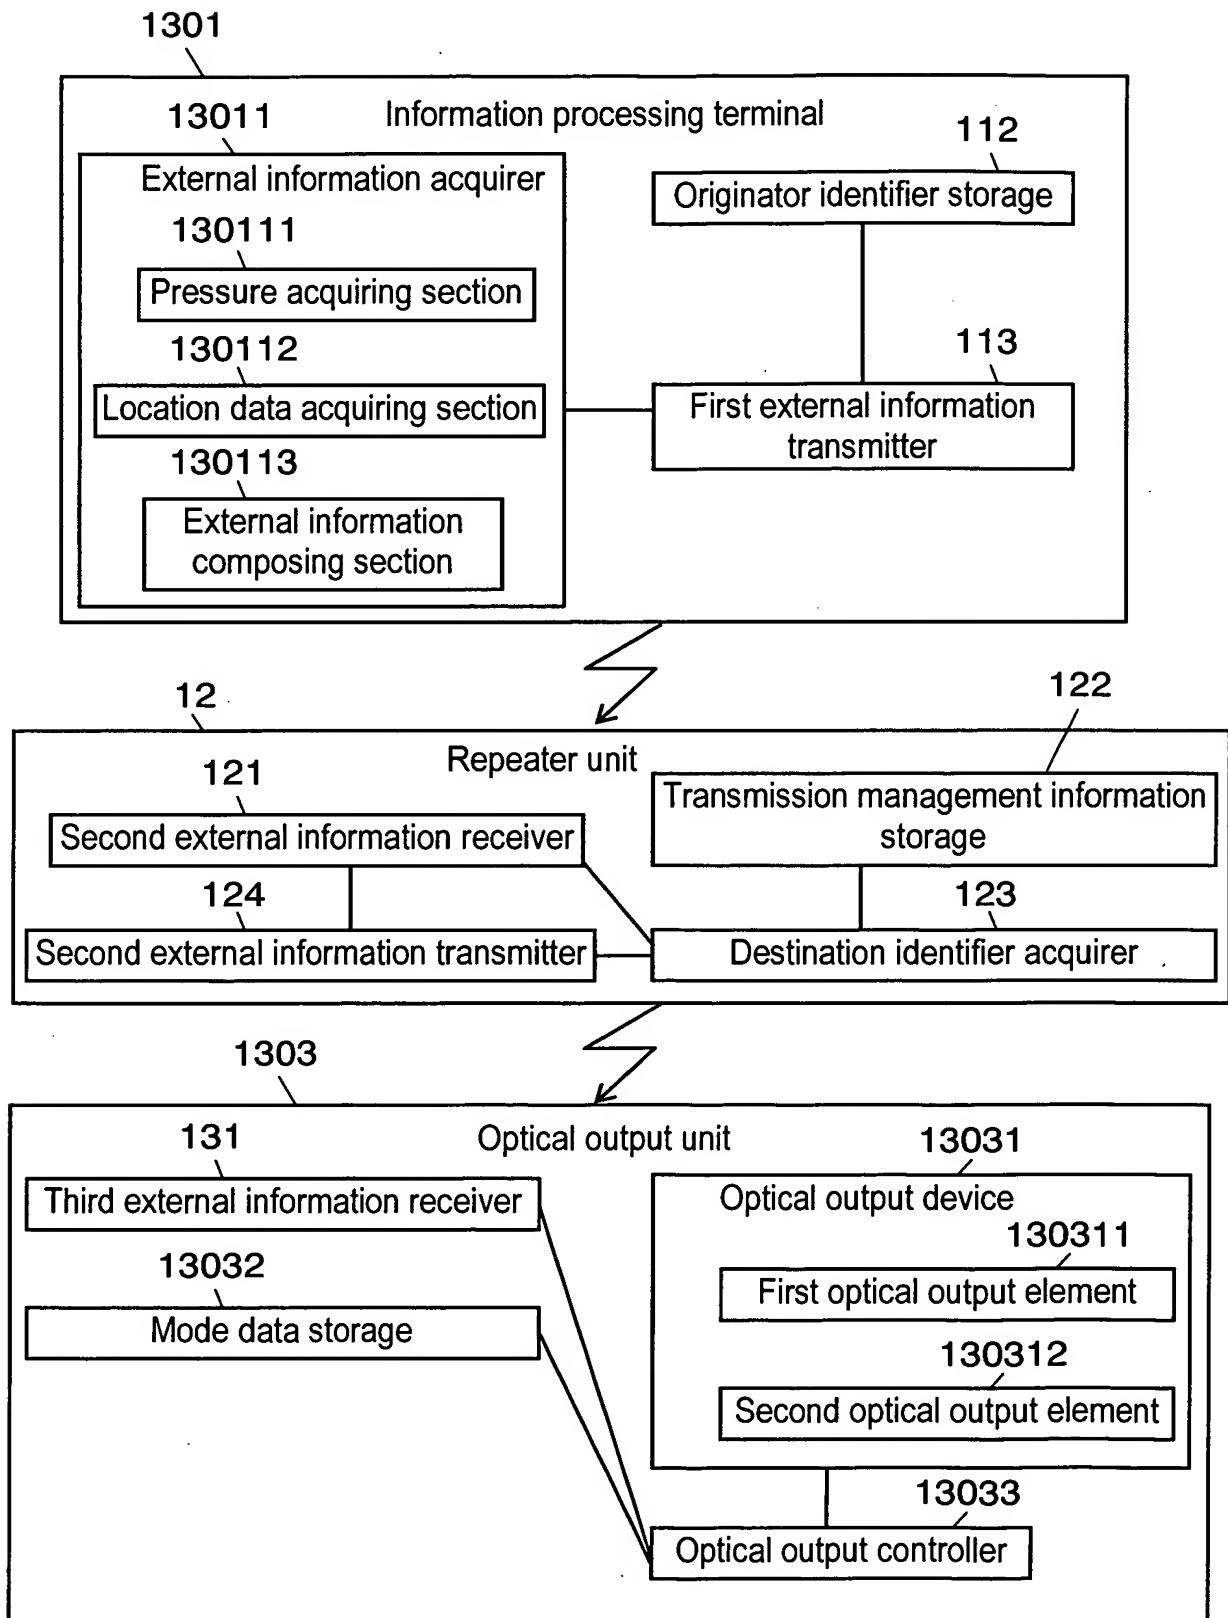 1301
Information processing terminal
13011
External information acquirer
130111
Pressure acquiring section
130112
Location data acquiring section
130113
External information
composing section
112
Originator identifier storage
113
First external information
transmitter
12
Repeater unit
121
Second external information receiver
122
Transmission management information
storage
124
Second external information transmitter
123
Destination identifier acquirer
1303
Optical output unit
131
Third external information receiver
13032
Mode data storage
13031
Optical output device
130311
First optical output element
130312
Second optical output element
13033
Optical output controller